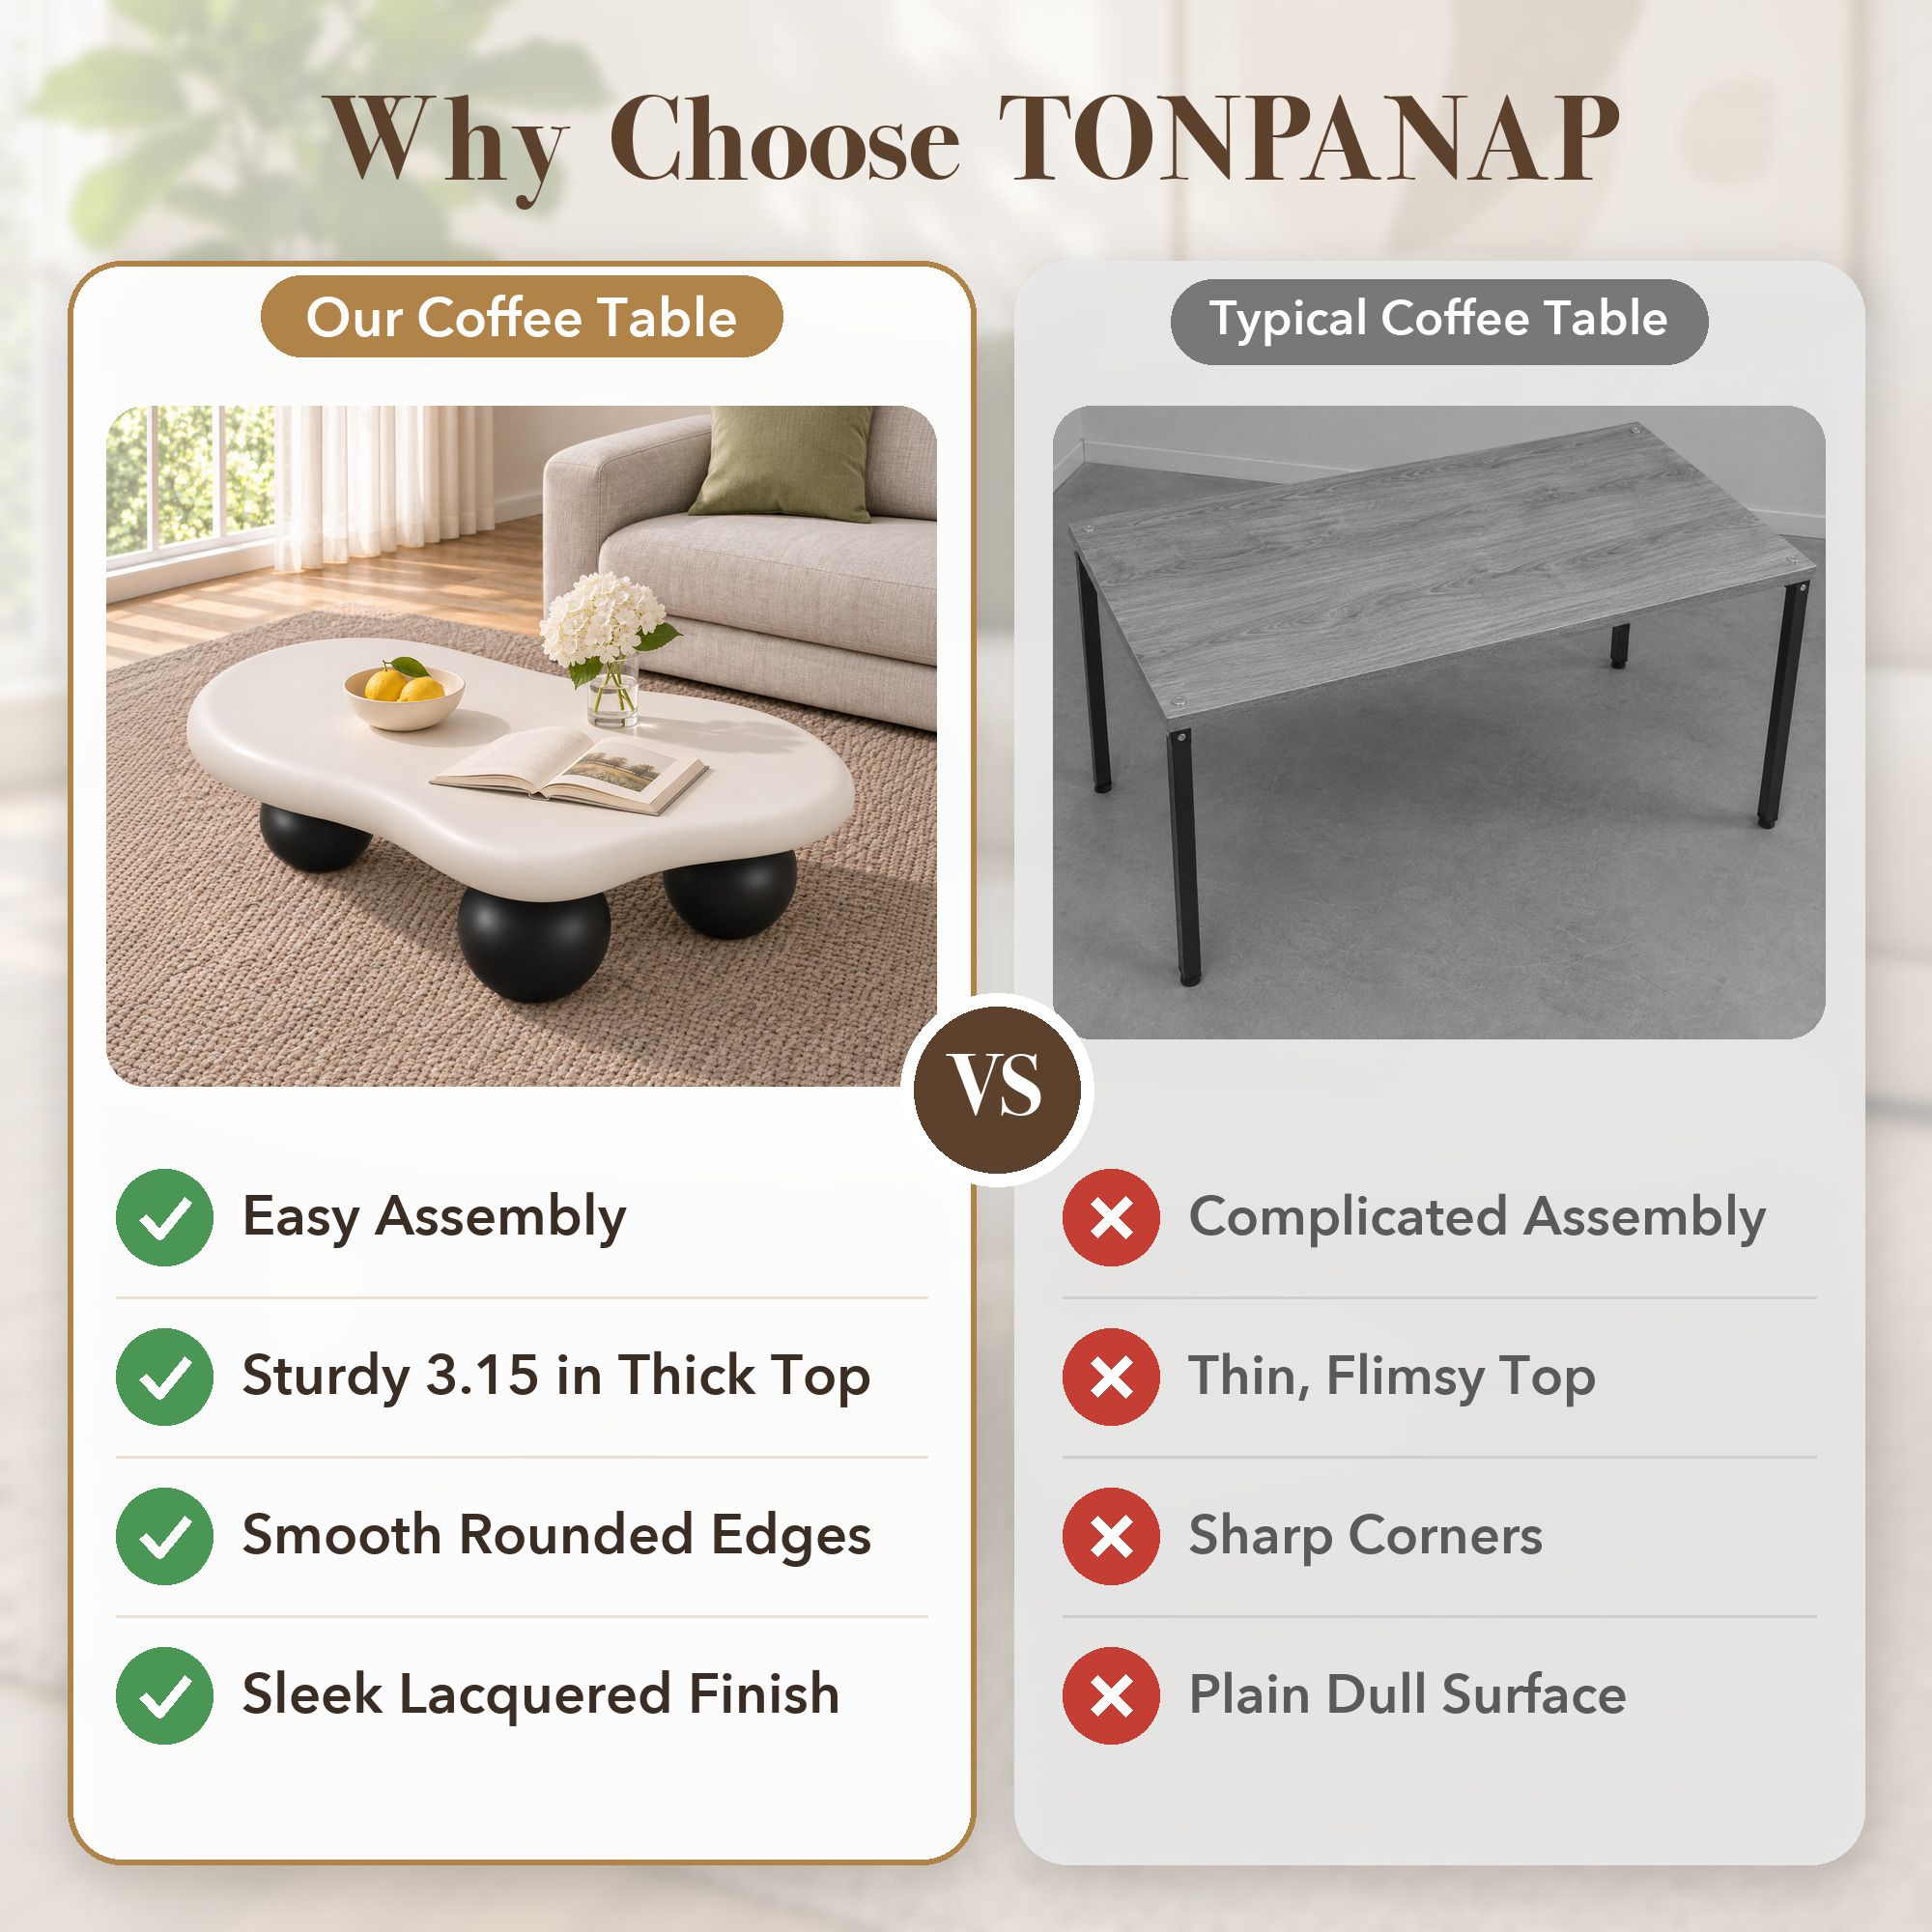 Why Choose TONPANAP
Our Coffee Table
Typical Coffee Table
VS
Easy Assembly
Sturdy 3.15 in Thick Top
Smooth Rounded Edges
Sleek Lacquered Finish
Complicated Assembly
Thin, Flimsy Top
Sharp Corners
Plain Dull Surface